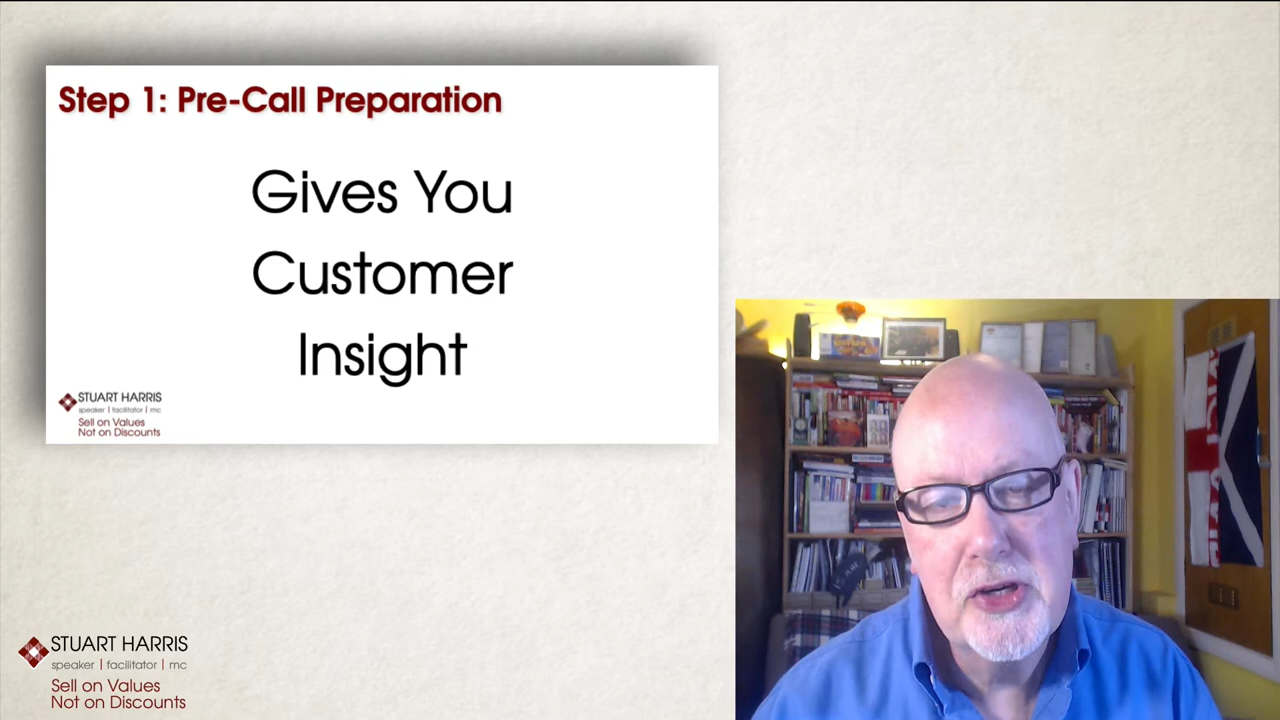 Step 1: Pre-Call Preparation
Gives You
Customer
Insight
STUART HARRIS
speaker | facilitator | mc
Sell on Values
Not on Discounts
STUART HARRIS
speaker | facilitator | mc
Sell on Values
Not on Discounts